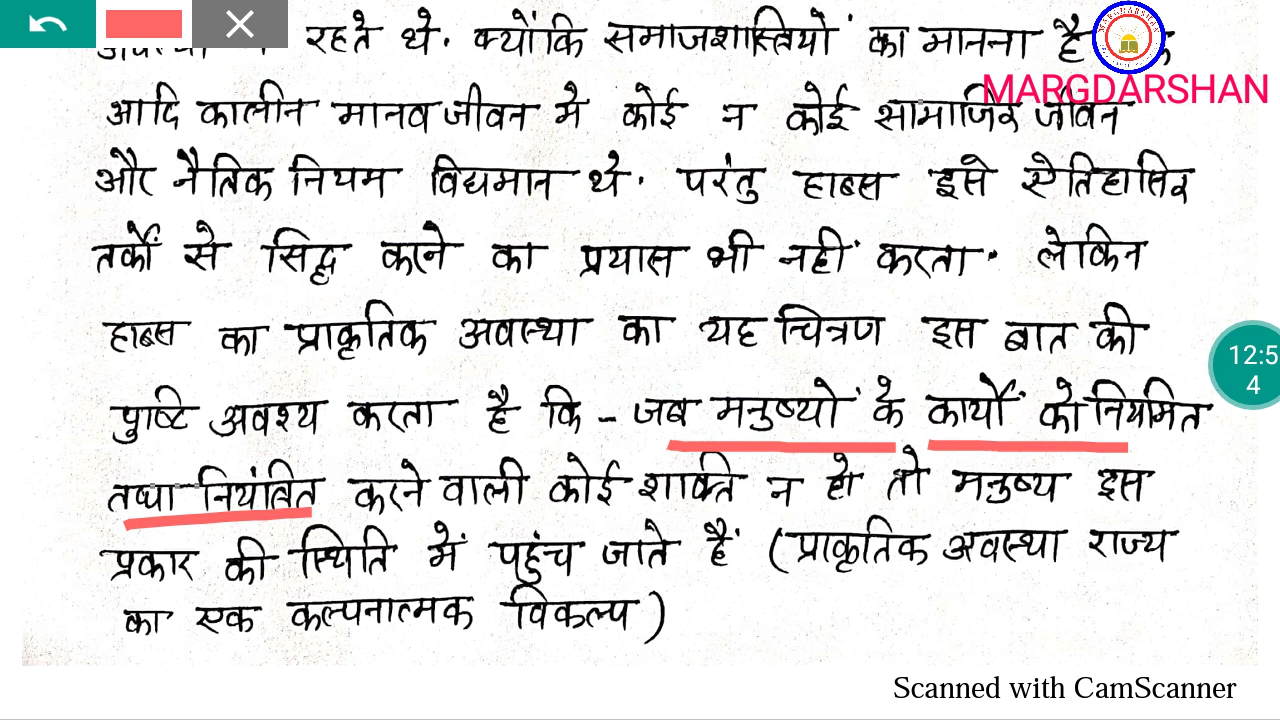 रहते थे. क्योंकि समाजशास्त्रियों का मानना है
MARGDARSHAN
आदि कालीन मानव जीवन मे कोई न कोई सामाजिक जीवन
और नैतिक नियम विद्यमान थे. परंतु हाब्स इसे ऐतिहासिक
तर्कों से सिद्ध करने का प्रयास भी नहीं करता. लेकिन
हाब्स का प्राकृतिक अवस्था का यह चित्रण इस बात की
12:5
4
पुष्टि अवश्य करता है कि - जब मनुष्यों के कार्यों को नियमित
तथा नियंत्रित करने वाली कोई शक्ति न हो तो मनुष्य इस
प्रकार की स्थिति में पहुंच जाते हैं (प्राकृतिक अवस्था राज्य
का एक कल्पनात्मक विकल्प)
Scanned with CamScanner